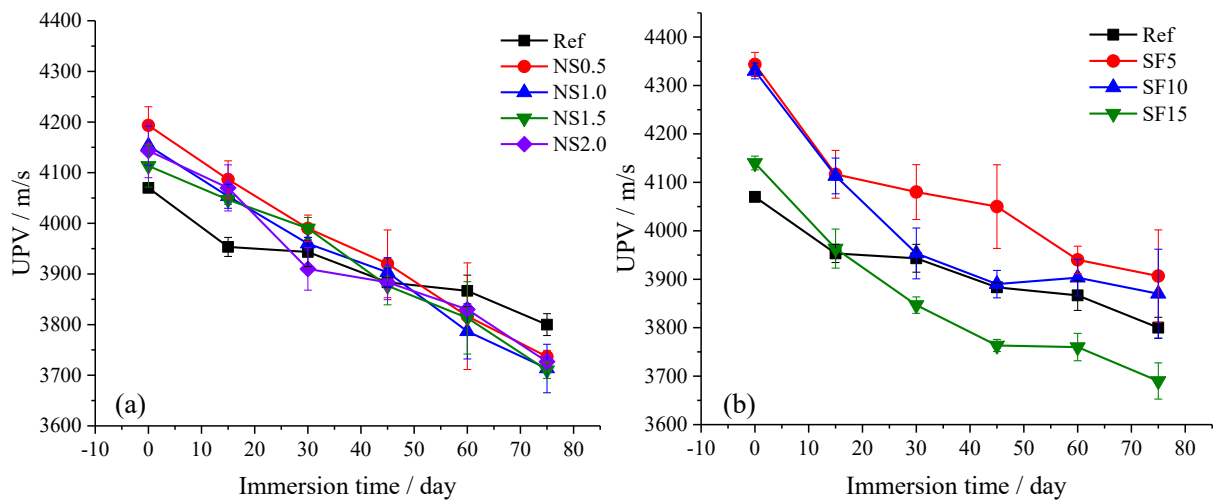 4400
4300
4200
4100
4000
3900
3800
3700
3600
UPV / m/s
-10 0 10 20 30 40 50 60 70 80
Immersion time / day
(a)
Ref
NS0.5
NS1.0
NS1.5
NS2.0
4400
4300
4200
4100
4000
3900
3800
3700
3600
UPV / m/s
-10 0 10 20 30 40 50 60 70 80
Immersion time / day
(b)
Ref
SF5
SF10
SF15